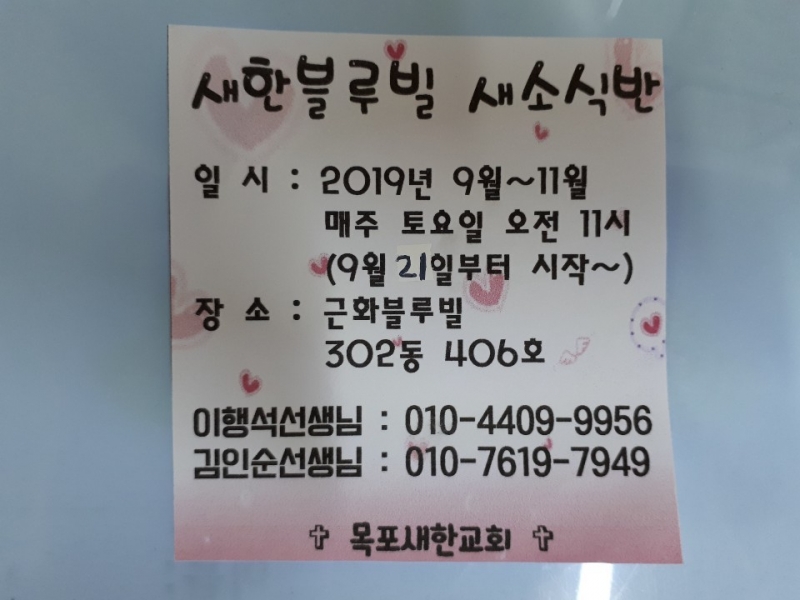 새한블루빌 새소식반
일 시 : 2019년 9월~11월
매주 토요일 오전 11시
(9월 21일부터 시작~)
장 소 : 근화블루빌
302동 406호
이행석선생님 : 010-4409-9956
김인순선생님 : 010-7619-7949
✞ 목포새한교회 ✞